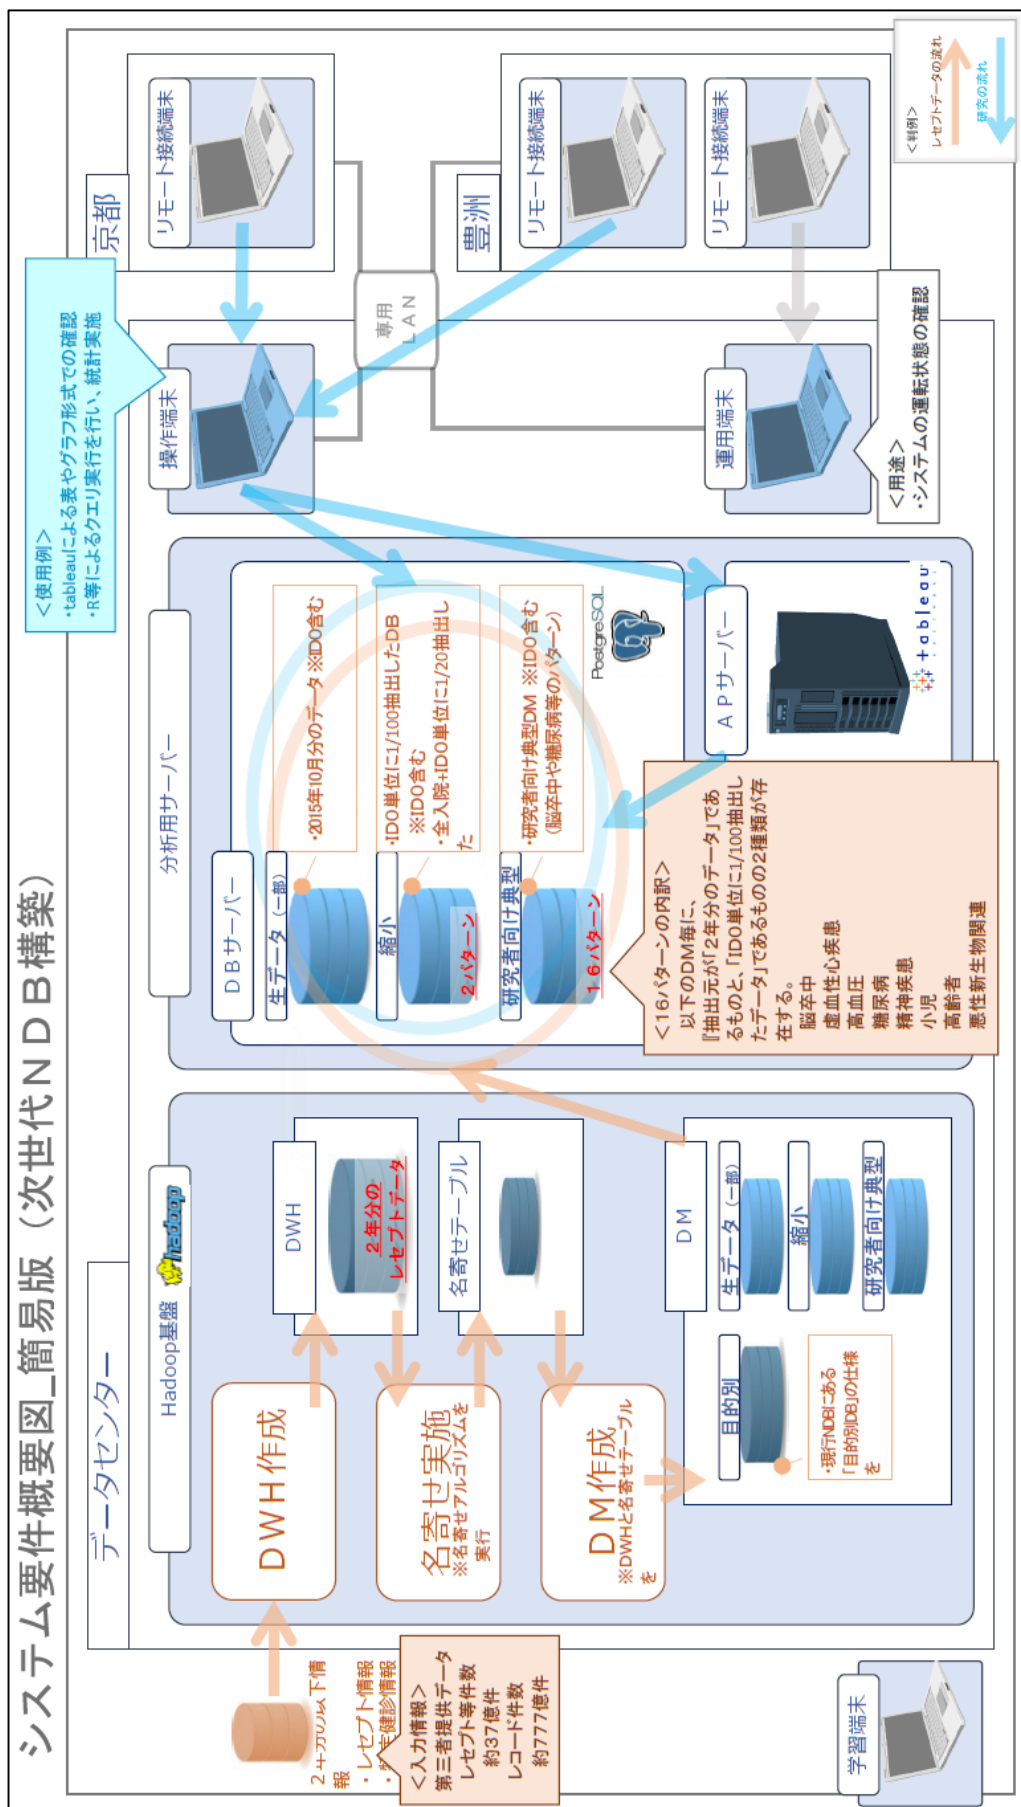 システム要件概要図_簡易版（次世代ＮＤＢ構築）
データセンター
Hadoop基盤
hadoop
２年分の以下情
報
・レセプト情報
・特定健診情報
＜入力情報＞
第三者提供データ
レセプト等件数
約37億件
レコード件数
約777億件
学習端末
ＤＷＨ作成
名寄せ実施
※名寄せアルゴリズムを
実行
ＤＭ作成
※DWHと名寄せテーブル
を
DWH
２年分の
レセプトデータ
名寄せテーブル
ＤＭ
目的別
・現行NDBにある
「目的別DB」の仕様
を
生データ（一部）
縮小
研究者向け典型
分析用サーバー
ＤＢサーバー
生データ（一部）
・2015年10月分のデータ ※ID0含む
縮小
２パターン
・ID0単位に1/100抽出したDB
※ID0含む
・全入院+ID0単位に1/20抽出し
た
研究者向け典型
１６パターン
・研究者向け典型DM ※ID0含む
（脳卒中や糖尿病等のパターン）
PostgreSQL
ＡＰサーバー
tableau
＜16パターンの内訳＞
以下のDM毎に、
『抽出元が「2年分のデータ」であ
るものと、「ID0単位に1/100抽出し
たデータ」であるものの2種類が存
在する。
脳卒中
虚血性心疾患
高血圧
糖尿病
精神疾患
小児
高齢者
悪性新生物関連
＜使用例＞
・tableauによる表やグラフ形式での確認
・R等によるクエリ実行を行い、統計実施
操作端末
運用端末
＜用途＞
・システムの運転状態の確認
専用
ＬＡＮ
京都
リモート接続端末
豊洲
リモート接続端末
リモート接続端末
＜判例＞
レセプトデータの流れ
研究の流れ